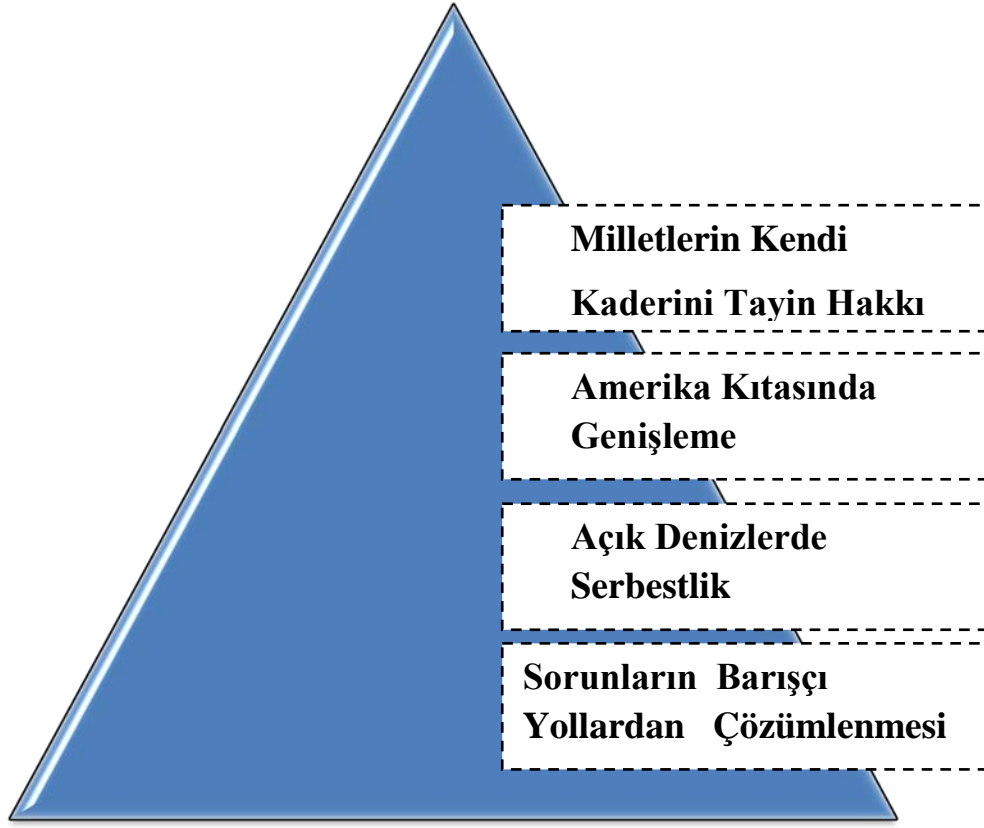 Milletlerin Kendi
Kaderini Tayin Hakkı
Amerika Kıtasında
Genişleme
Açık Denizlerde
Serbestlik
Sorunların Barışçı
Yollardan Çözümlenmesi